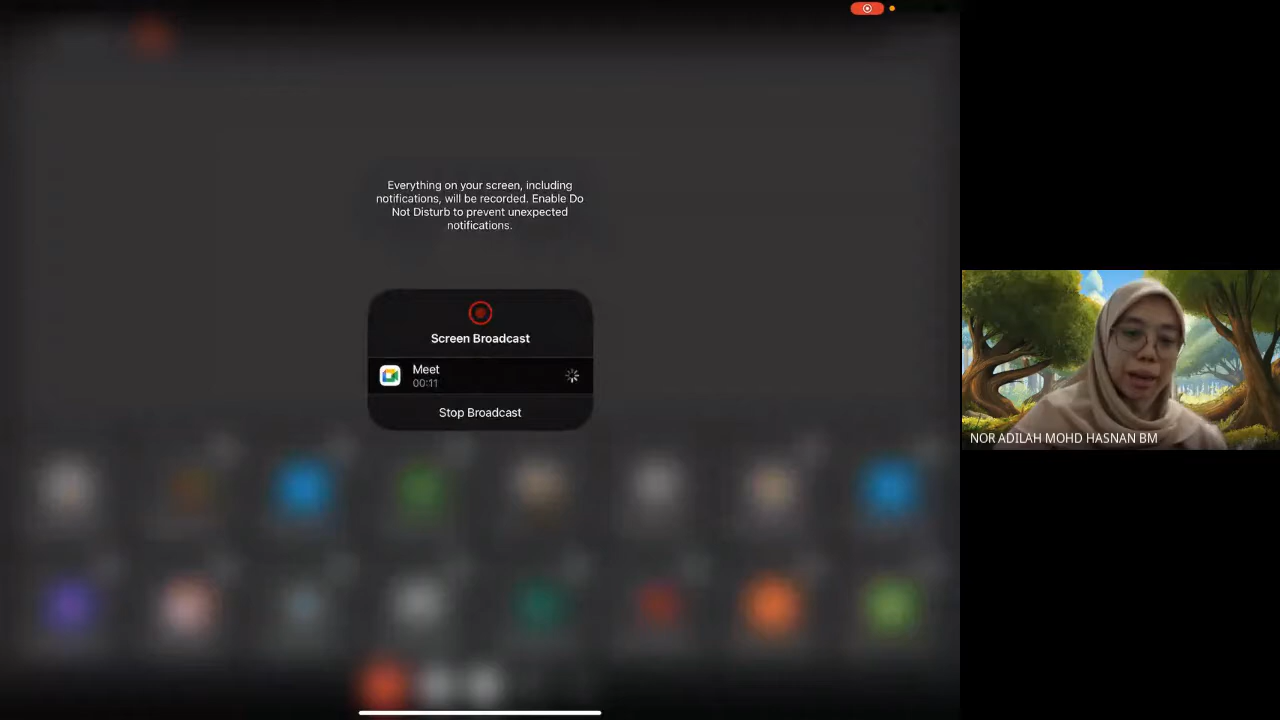 Everything on your screen, including
notifications, will be recorded. Enable Do
Not Disturb to prevent unexpected
notifications.
Screen Broadcast
Meet
00:11
Stop Broadcast
NOR ADILAH MOHD HASNAN BM